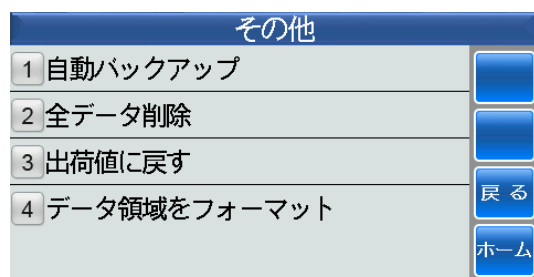 その他
1 自動バックアップ
2 全データ削除
3 出荷値に戻す
4 データ領域をフォーマット
戻 る
ホーム